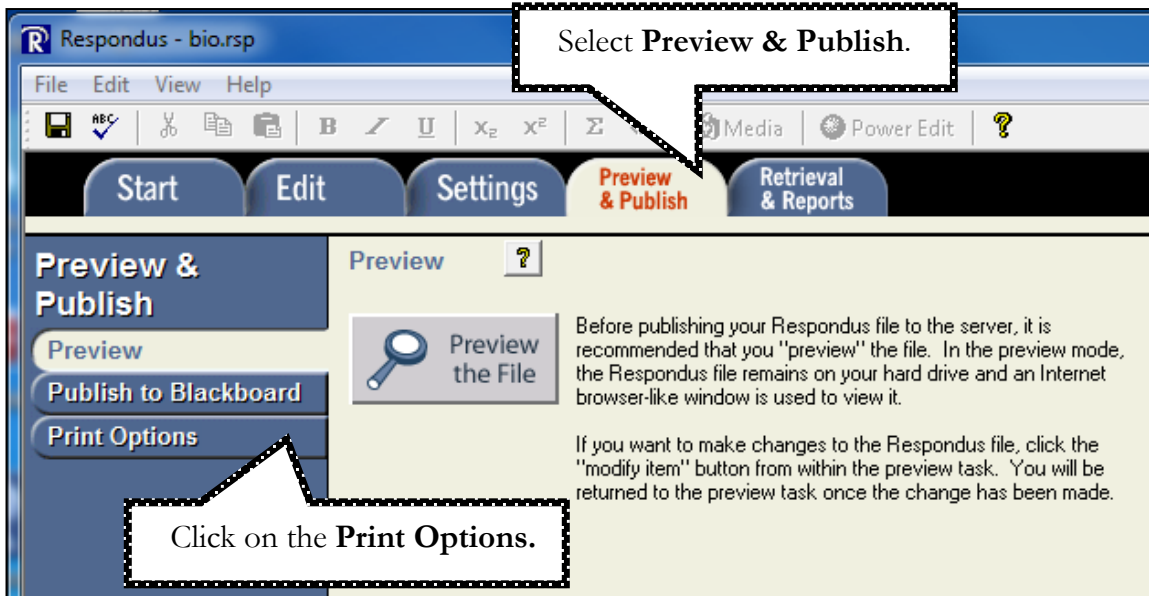 Respondus - bio.rsp
Select Preview & Publish.
File Edit View Help
ABC B I U X₂ X² Σ Media Power Edit ?
Start Edit Settings Preview & Publish Retrieval & Reports
Preview &
Publish
Preview
Publish to Blackboard
Print Options
Preview ?
Preview
the File
Before publishing your Respondus file to the server, it is
recommended that you "preview" the file. In the preview mode,
the Respondus file remains on your hard drive and an Internet
browser-like window is used to view it.
If you want to make changes to the Respondus file, click the
"modify item" button from within the preview task. You will be
returned to the preview task once the change has been made.
Click on the Print Options.